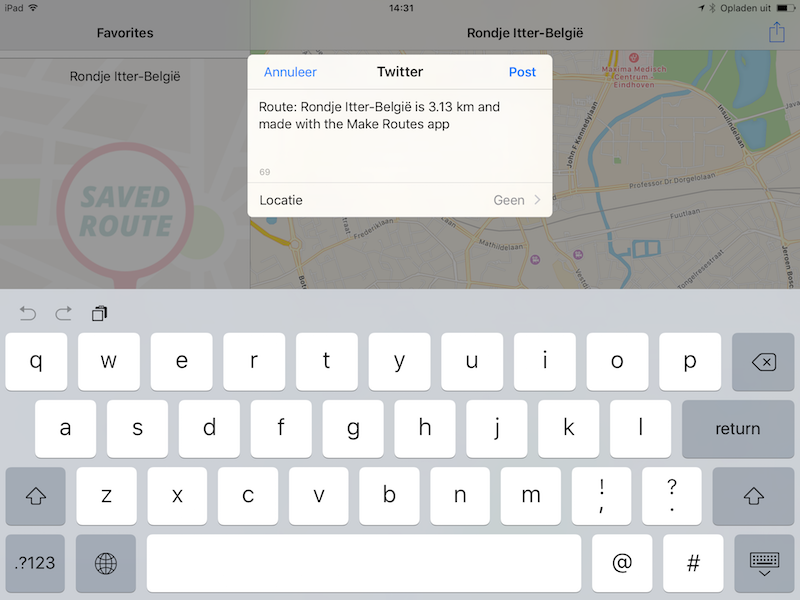 iPad 14:31 Opladen uit
Favorites
Rondje Itter-België
Rondje Itter-België
SAVED
ROUTE
Annuleer Twitter Post
Route: Rondje Itter-België is 3.13 km and
made with the Make Routes app
69
Locatie Geen
Maxima Medisch
Centrum
Eindhoven
John F Kennedylaan
Insulindelaan
Professor Dr Dorgelolaan
Fuutlaan
Frederiklaan
Mathildelaan
Tongelresestraat
Jeroen Bosc
q w e r t y u i o p
a s d f g h j k l return
z x c v b n m ! , ? .
.?123 @ #